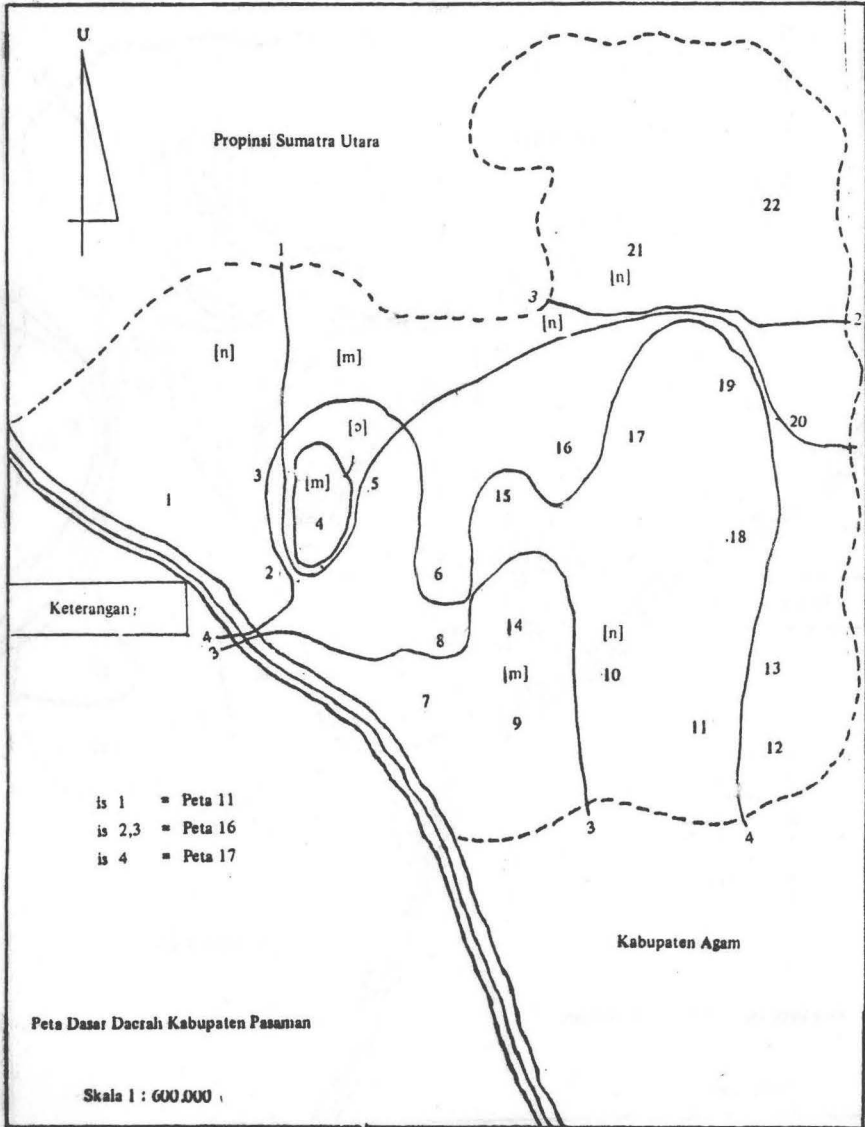 U
Propinsi Sumatra Utara
22
21
[n]
1
3
[n]
2
[n]
[m]
19
20
[ɔ]
16
17
3
[m]
5
15
1
4
18
2
6
Keterangan :
4
3
8
14
[n]
13
[m]
10
7
9
11
12
is 1 = Peta 11
is 2,3 = Peta 16
is 4 = Peta 17
3
4
Kabupaten Agam
Peta Dasar Dacrah Kabupaten Pasaman
Skala 1 : 600.000